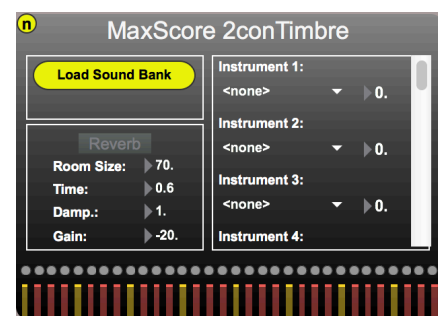 n
MaxScore 2conTimbre
Load Sound Bank
Reverb
Room Size: 70.
Time: 0.6
Damp.: 1.
Gain: -20.
Instrument 1:
<none> 0.
Instrument 2:
<none> 0.
Instrument 3:
<none> 0.
Instrument 4: